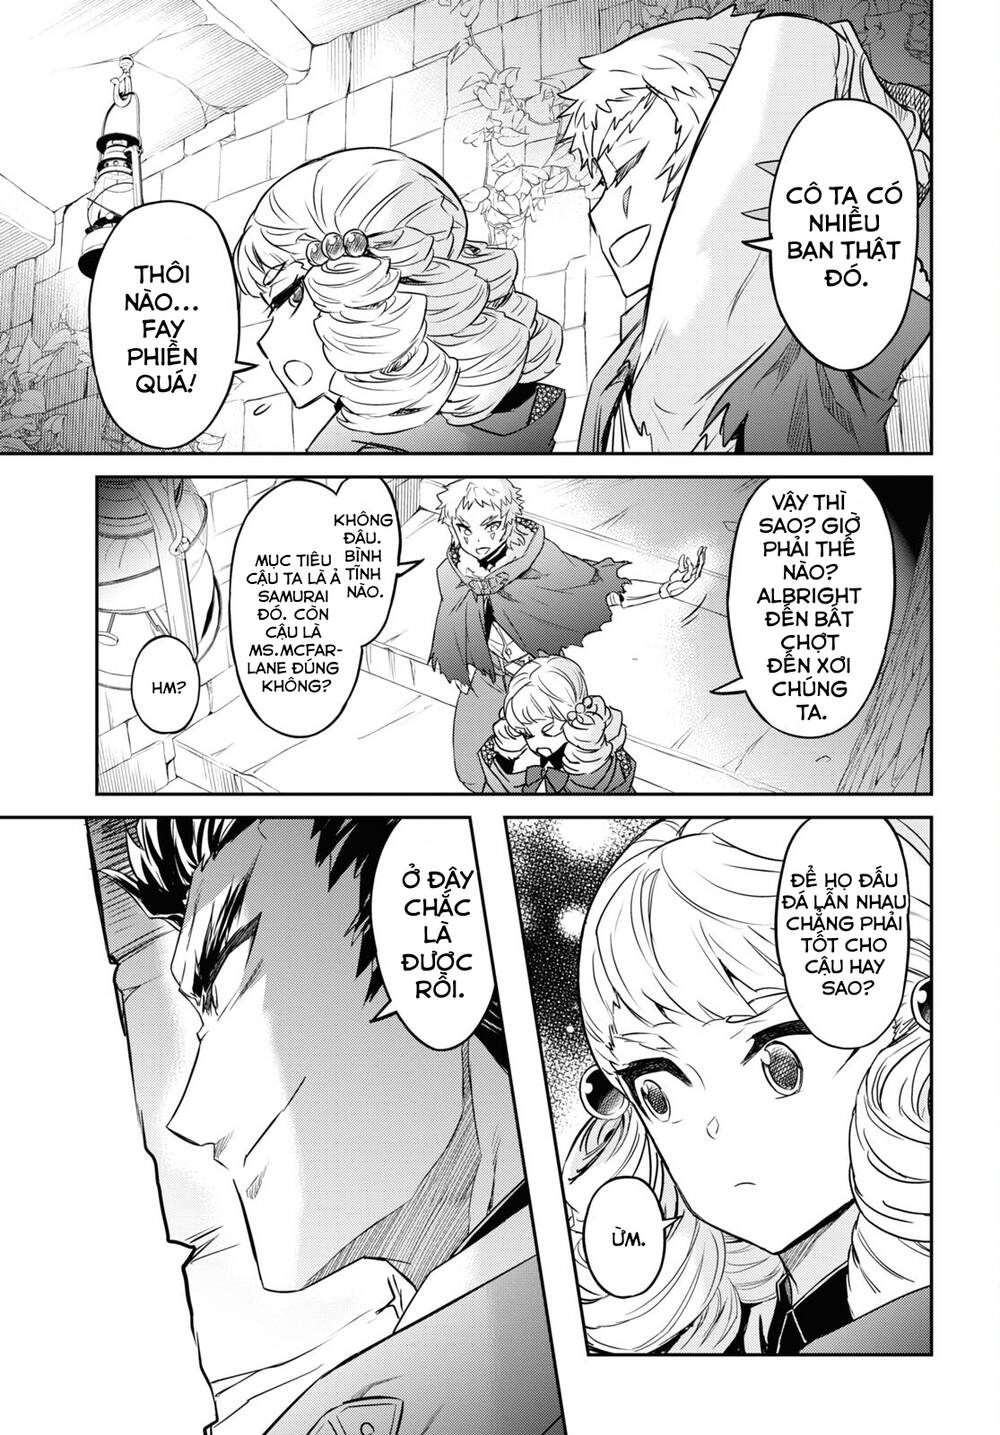 CÔ TA CÓ
NHIỀU
BẠN THẬT
ĐÓ.
THÔI
NÀO...
FAY
PHIỀN
QUÁ!
VẬY THÌ
SAO? GIỜ
PHẢI THẾ
NÀO?
ALBRIGHT
ĐẾN BẤT
CHỢT
ĐẾN XƠI
CHÚNG
TA.
KHÔNG
ĐÂU.
BÌNH
TĨNH
NÀO.
MỤC TIÊU
CẬU TA LÀ Ả
SAMURAI
ĐÓ. CÒN
CẬU LÀ
MS.MCFAR-
LANE ĐÚNG
KHÔNG?
HM?
ĐỂ HỌ ĐẤU
ĐÁ LẪN NHAU
CHẲNG PHẢI
TỐT CHO
CẬU HAY
SAO?
ỪM.
Ở ĐÂY
CHẮC
LÀ
ĐƯỢC
RỒI.